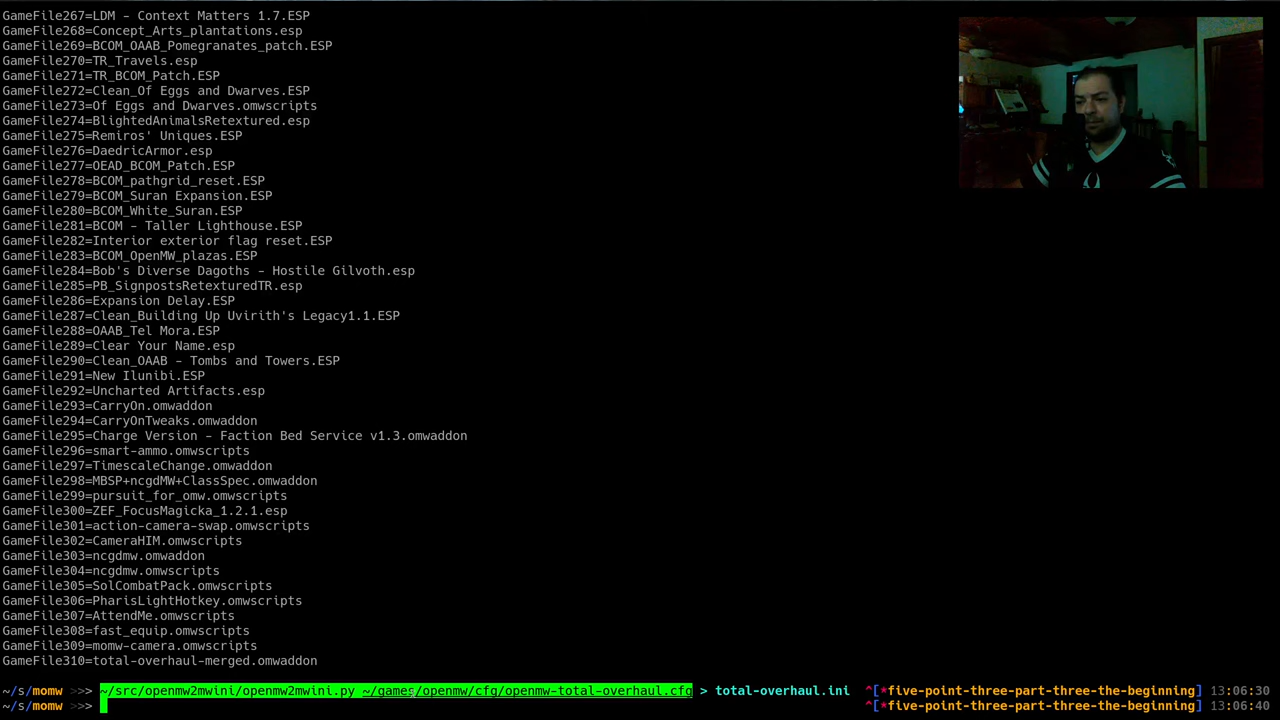 GameFile267=LDM - Context Matters 1.7.ESP
GameFile268=Concept_Arts_plantations.esp
GameFile269=BCOM_OAAB_Pomegranates_patch.ESP
GameFile270=TR_Travels.esp
GameFile271=TR_BCOM_Patch.ESP
GameFile272=Clean_Of Eggs and Dwarves.ESP
GameFile273=Of Eggs and Dwarves.omwscripts
GameFile274=BlightedAnimalsRetextured.esp
GameFile275=Remiros' Uniques.ESP
GameFile276=DaedricArmor.esp
GameFile277=OEAD_BCOM_Patch.ESP
GameFile278=BCOM_pathgrid_reset.ESP
GameFile279=BCOM_Suran Expansion.ESP
GameFile280=BCOM_White_Suran.ESP
GameFile281=BCOM - Taller Lighthouse.ESP
GameFile282=Interior exterior flag reset.ESP
GameFile283=BCOM_OpenMW_plazas.ESP
GameFile284=Bob's Diverse Dagoths - Hostile Gilvoth.esp
GameFile285=PB_SignpostsRetexturedTR.esp
GameFile286=Expansion Delay.ESP
GameFile287=Clean_Building Up Uvirith's Legacy1.1.ESP
GameFile288=OAAB_Tel Mora.ESP
GameFile289=Clear Your Name.esp
GameFile290=Clean_OAAB - Tombs and Towers.ESP
GameFile291=New Ilunibi.ESP
GameFile292=Uncharted Artifacts.esp
GameFile293=CarryOn.omwaddon
GameFile294=CarryOnTweaks.omwaddon
GameFile295=Charge Version - Faction Bed Service v1.3.omwaddon
GameFile296=smart-ammo.omwscripts
GameFile297=TimescaleChange.omwaddon
GameFile298=MBSP+ncgdMW+ClassSpec.omwaddon
GameFile299=pursuit_for_omw.omwscripts
GameFile300=ZEF_FocusMagicka_1.2.1.esp
GameFile301=action-camera-swap.omwscripts
GameFile302=CameraHIM.omwscripts
GameFile303=ncgdmw.omwaddon
GameFile304=ncgdmw.omwscripts
GameFile305=SolCombatPack.omwscripts
GameFile306=PharisLightHotkey.omwscripts
GameFile307=AttendMe.omwscripts
GameFile308=fast_equip.omwscripts
GameFile309=momw-camera.omwscripts
GameFile310=total-overhaul-merged.omwaddon
~/s/momw >>> ~/src/openmw2mwini/openmw2mwini.py ~/games/openmw/cfg/openmw-total-overhaul.cfg > total-overhaul.ini ^[*five-point-three-part-three-the-beginning] 13:06:30
~/s/momw >>> ^[*five-point-three-part-three-the-beginning] 13:06:40